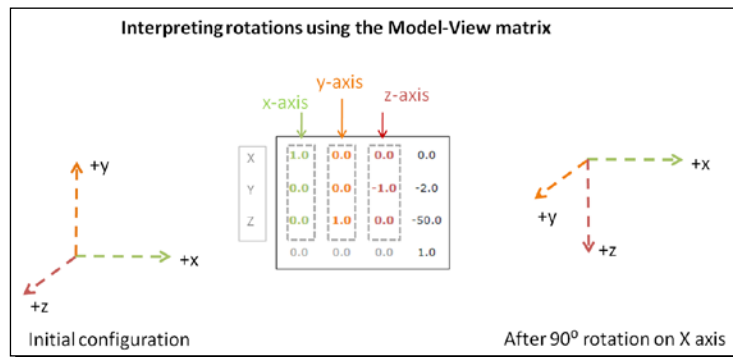 Interpreting rotations using the Model-View matrix
y-axis
x-axis
z-axis
X 1.0 0.0 0.0 0.0
Y 0.0 0.0 -1.0 -2.0
Z 0.0 1.0 0.0 -50.0
0.0 0.0 0.0 1.0
+y
+x
+z
Initial configuration
+x
+y
+z
After 90⁰ rotation on X axis